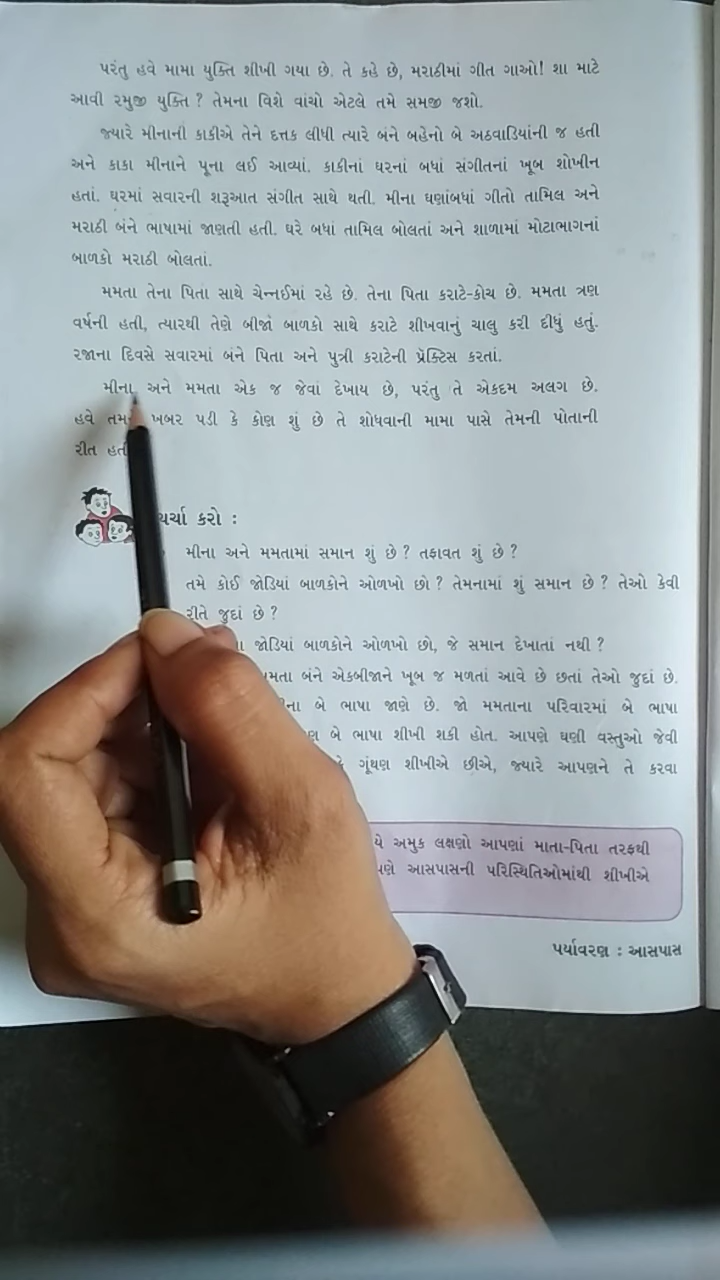 પરંતુ હવે મામા યુક્તિ શીખી ગયા છે. તે કહે છે, મરાઠીમાં ગીત ગાઓ! શા માટે
આવી રમુજી યુક્તિ ? તેમના વિશે વાંચો એટલે તમે સમજી જશો.
જ્યારે મીનાની કાકીએ તેને દત્તક લીધી ત્યારે બંને બહેનો બે અઠવાડિયાંની જ હતી
અને કાકા મીનાને પૂના લઈ આવ્યાં. કાકીનાં ઘરનાં બધાં સંગીતનાં ખૂબ શોખીન
હતાં. ઘરમાં સવારની શરૂઆત સંગીત સાથે થતી. મીના ઘણાંબધાં ગીતો તામિલ અને
મરાઠી બંને ભાષામાં જાણતી હતી. ઘરે બધાં તામિલ બોલતાં અને શાળામાં મોટાભાગનાં
બાળકો મરાઠી બોલતાં.
મમતા તેના પિતા સાથે ચેન્નઈમાં રહે છે. તેના પિતા કરાટે-કોચ છે. મમતા ત્રણ
વર્ષની હતી, ત્યારથી તેણે બીજાં બાળકો સાથે કરાટે શીખવાનું ચાલુ કરી દીધું હતું.
રજાના દિવસે સવારમાં બંને પિતા અને પુત્રી કરાટેની પ્રૅક્ટિસ કરતાં.
મીના અને મમતા એક જ જેવાં દેખાય છે, પરંતુ તે એકદમ અલગ છે.
હવે ખબર પડી કે કોણ શું છે તે શોધવાની મામા પાસે તેમની પોતાની
રીત
કરો :
મીના અને મમતામાં સમાન શું છે ? તફાવત શું છે ?
તમે કોઈ જોડિયાં બાળકોને ઓળખો છો ? તેમનામાં શું સમાન છે ? તેઓ કેવી
રીતે જુદાં છે ?
જોડિયાં બાળકોને ઓળખો છો, જે સમાન દેખાતાં નથી ?
બંને એકબીજાને ખૂબ જ મળતાં આવે છે છતાં તેઓ જુદાં છે.
બે ભાષા જાણે છે. જો મમતાના પરિવારમાં બે ભાષા
બે ભાષા શીખી શકી હોત. આપણે ઘણી વસ્તુઓ જેવી
ગૂંથણ શીખીએ છીએ, જ્યારે આપણને તે કરવા
અમુક લક્ષણો આપણાં માતા-પિતા તરફથી
આસપાસની પરિસ્થિતિઓમાંથી શીખીએ
પર્યાવરણ : આસપાસ